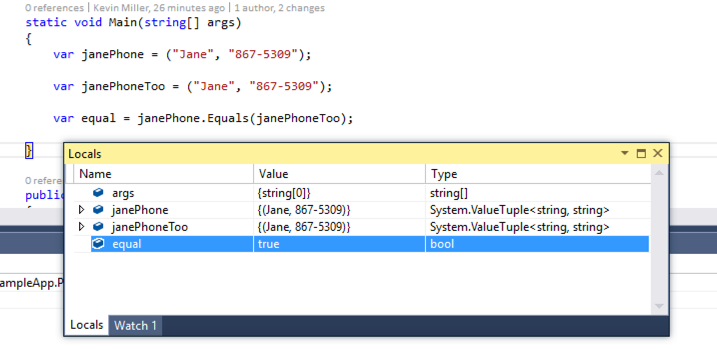 0 references | Kevin Miller, 26 minutes ago | 1 author, 2 changes
static void Main(string[] args)
{
var janePhone = ("Jane", "867-5309");
var janePhoneToo = ("Jane", "867-5309");
var equal = janePhone.Equals(janePhoneToo);
}
Locals
Name Value Type
args {string[0]} string[]
janePhone {(Jane, 867-5309)} System.ValueTuple<string, string>
janePhoneToo {(Jane, 867-5309)} System.ValueTuple<string, string>
equal true bool
Locals Watch 1
0 refere
public
ampleApp.P